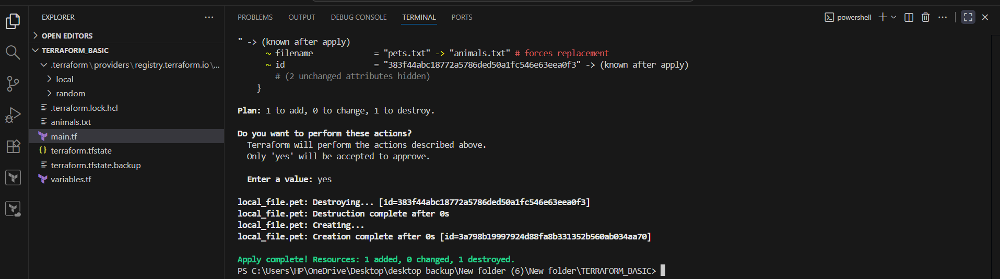 EXPLORER
OPEN EDITORS
TERRAFORM_BASIC
.terraform\providers\registry.terraform.io\...
local
random
.terraform.lock.hcl
animals.txt
main.tf
terraform.tfstate
terraform.tfstate.backup
variables.tf
PROBLEMS OUTPUT DEBUG CONSOLE TERMINAL PORTS
powershell
" -> (known after apply)
~ filename = "pets.txt" -> "animals.txt" # forces replacement
~ id = "383f44abc18772a5786ded50a1fc546e63eea0f3" -> (known after apply)
# (2 unchanged attributes hidden)
}
Plan: 1 to add, 0 to change, 1 to destroy.
Do you want to perform these actions?
Terraform will perform the actions described above.
Only 'yes' will be accepted to approve.
Enter a value: yes
local_file.pet: Destroying... [id=383f44abc18772a5786ded50a1fc546e63eea0f3]
local_file.pet: Destruction complete after 0s
local_file.pet: Creating...
local_file.pet: Creation complete after 0s [id=3a798b19997924d88fa8b331352b560ab034aa70]
Apply complete! Resources: 1 added, 0 changed, 1 destroyed.
PS C:\Users\HP\OneDrive\Desktop\desktop backup\New folder (6)\New folder\TERRAFORM_BASIC>